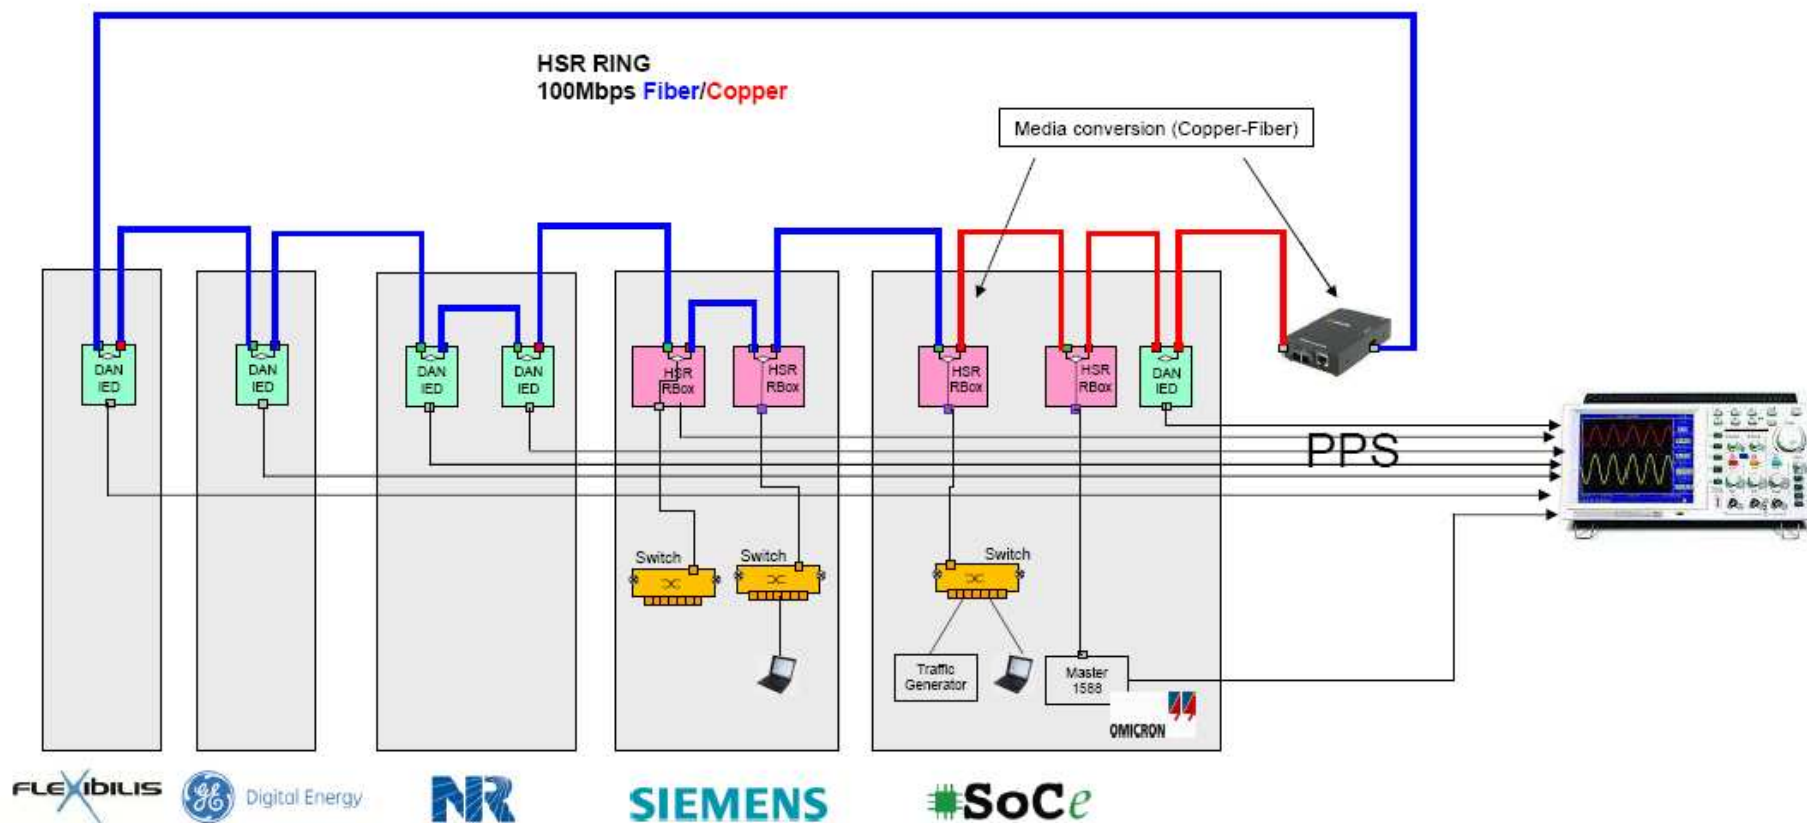 HSR RING
100Mbps Fiber/Copper
Media conversion (Copper-Fiber)
DAN
IED
DAN
IED
DAN
IED
DAN
IED
HSR
RBox
HSR
RBox
HSR
RBox
HSR
RBox
DAN
IED
PPS
Switch
Switch
Switch
Traffic
Generator
Master
1588
OMICRON
FLEXIBILIS
GE Digital Energy
NR
SIEMENS
SoCe